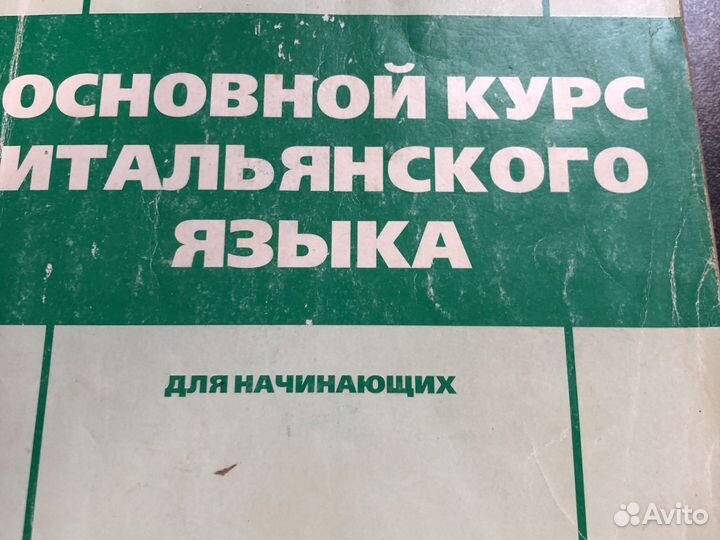 ОСНОВНОЙ КУРС
ИТАЛЬЯНСКОГО
ЯЗЫКА
ДЛЯ НАЧИНАЮЩИХ
Avito